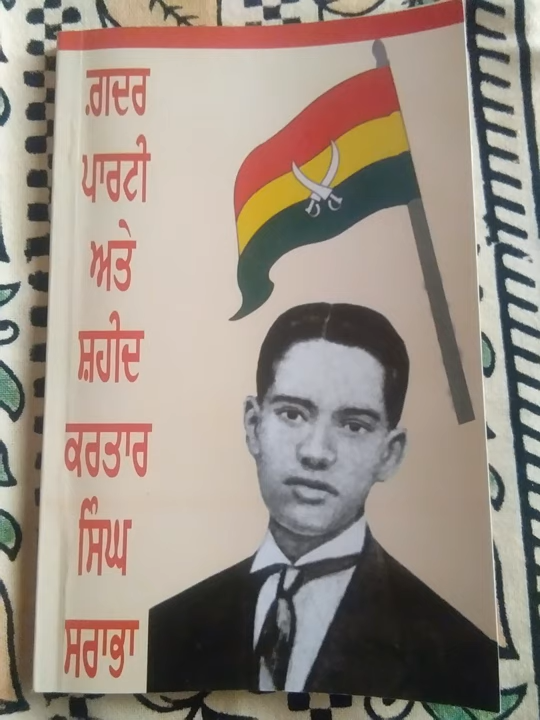 ਗ਼ਦਰ
ਪਾਰਟੀ
ਅਤੇ
ਸ਼ਹੀਦ
ਕਰਤਾਰ
ਸਿੰਘ
ਸਰਾਭਾ